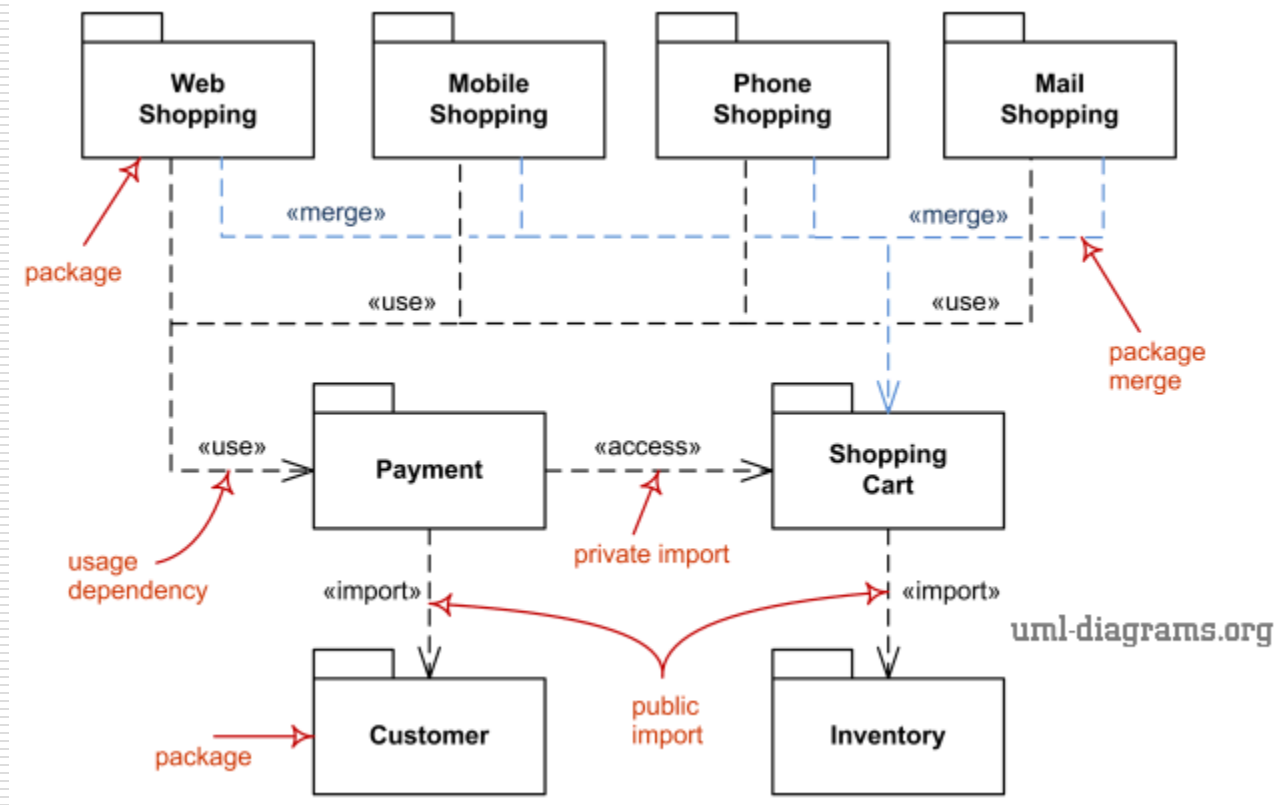 Web
Shopping
Mobile
Shopping
Phone
Shopping
Mail
Shopping
«merge»
«merge»
package
«use»
«use»
package
merge
«use»
Payment
«access»
Shopping
Cart
usage
dependency
private import
«import»
«import»
uml-diagrams.org
public
import
Customer
Inventory
package